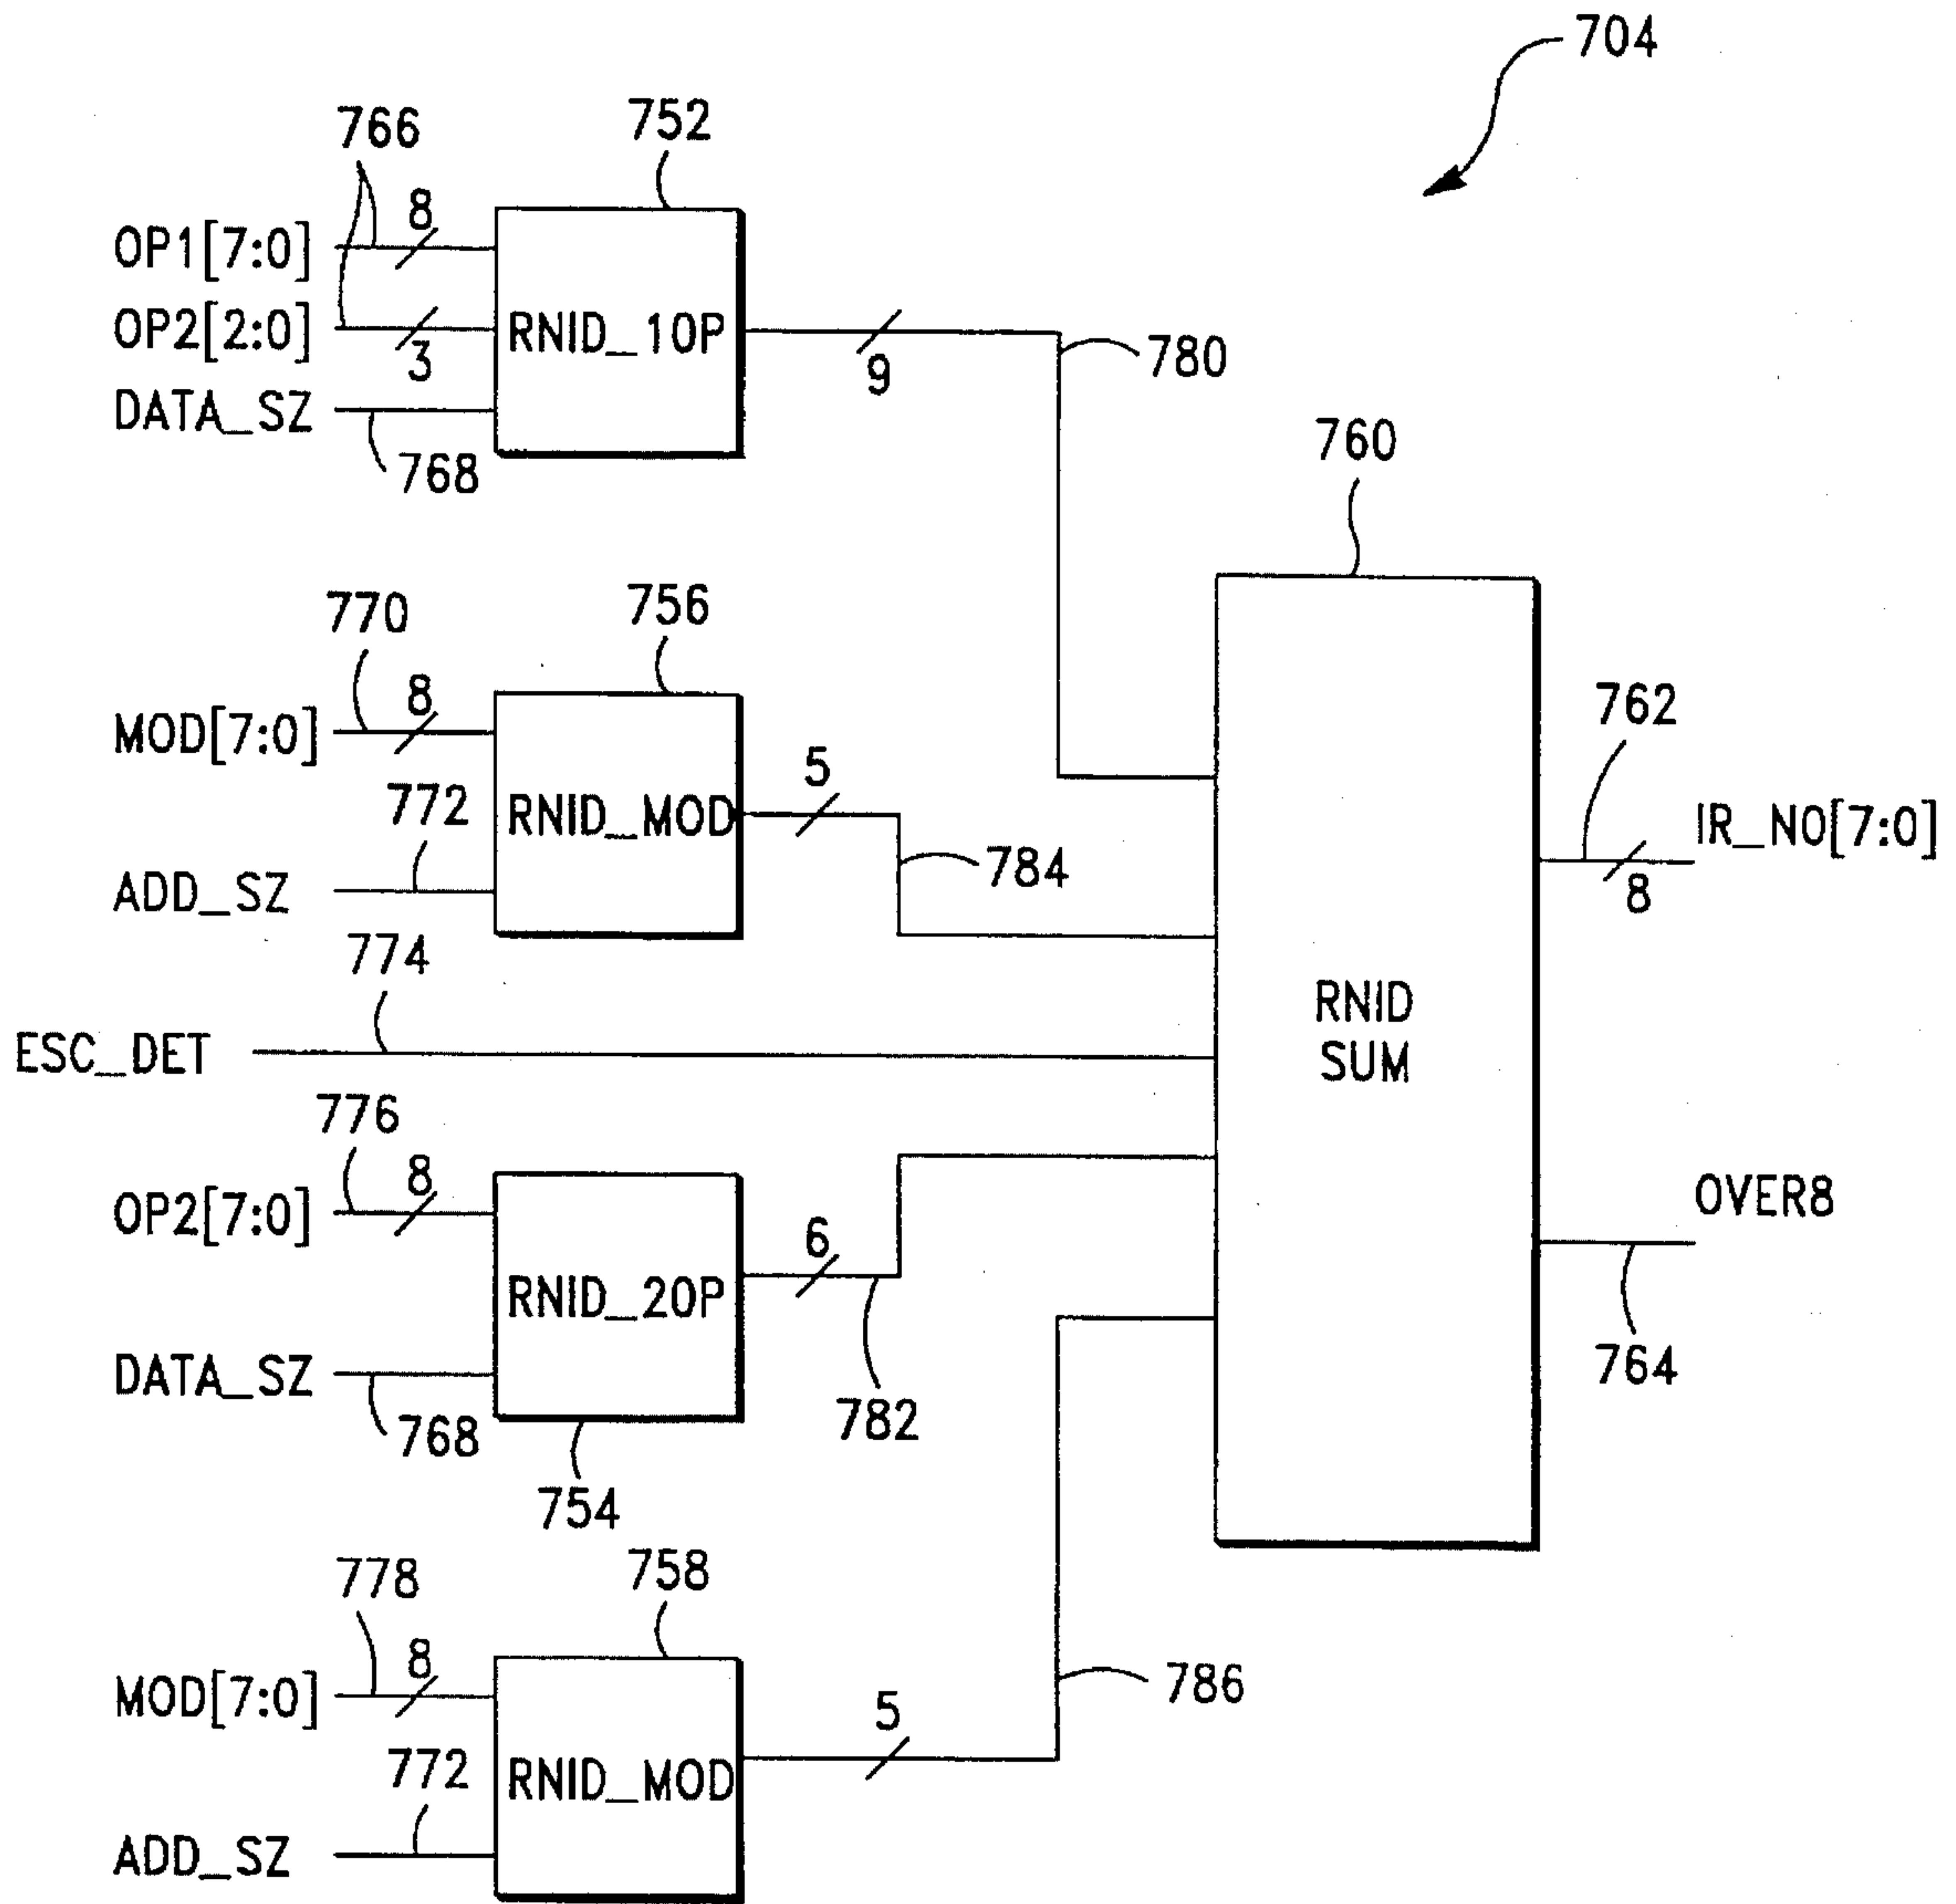 704
752
766
OP1[7:0]
8
OP2[2:0]
3
RNID_1OP
9
780
DATA_SZ
768
760
770
756
MOD[7:0]
8
5
762
772
RNID_MOD
784
IR_NO[7:0]
8
ADD_SZ
774
ESC_DET
RNID
SUM
776
OP2[7:0]
8
6
OVER8
RNID_2OP
764
DATA_SZ
768
782
754
778
758
MOD[7:0]
8
5
786
772
RNID_MOD
ADD_SZ